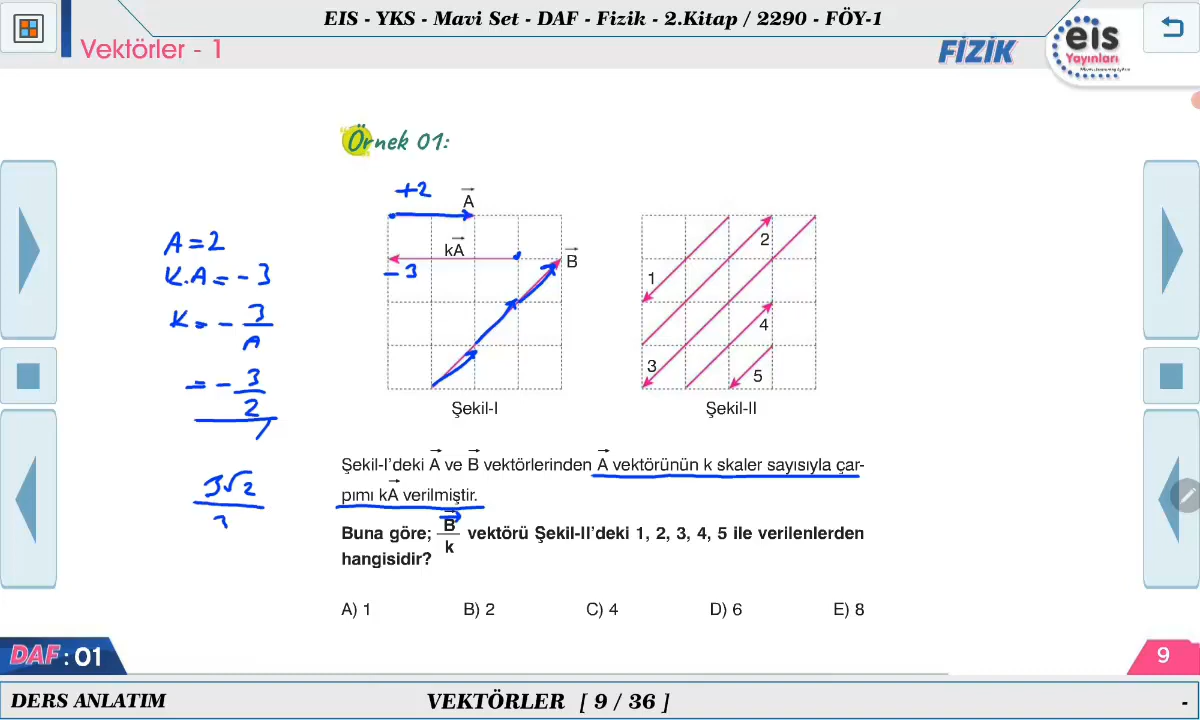 EIS - YKS - Mavi Set - DAF - Fizik - 2.Kitap / 2290 - FÖY-1
Vektörler - 1
FİZİK
eis
Yayınları
Örnek 01:
+2
A
kA
-3
B
Şekil-I
1
2
3
4
5
Şekil-II
A = 2
K.A = - 3
K = - 3
A
= - 3
2
3√2
Şekil-I'deki A ve B vektörlerinden A vektörünün k skaler sayısıyla çar-
pımı kA verilmiştir.
Buna göre; B/k vektörü Şekil-II'deki 1, 2, 3, 4, 5 ile verilenlerden
hangisidir?
A) 1 B) 2 C) 4 D) 6 E) 8
DAF : 01
9
DERS ANLATIM
VEKTÖRLER [ 9 / 36 ]
-